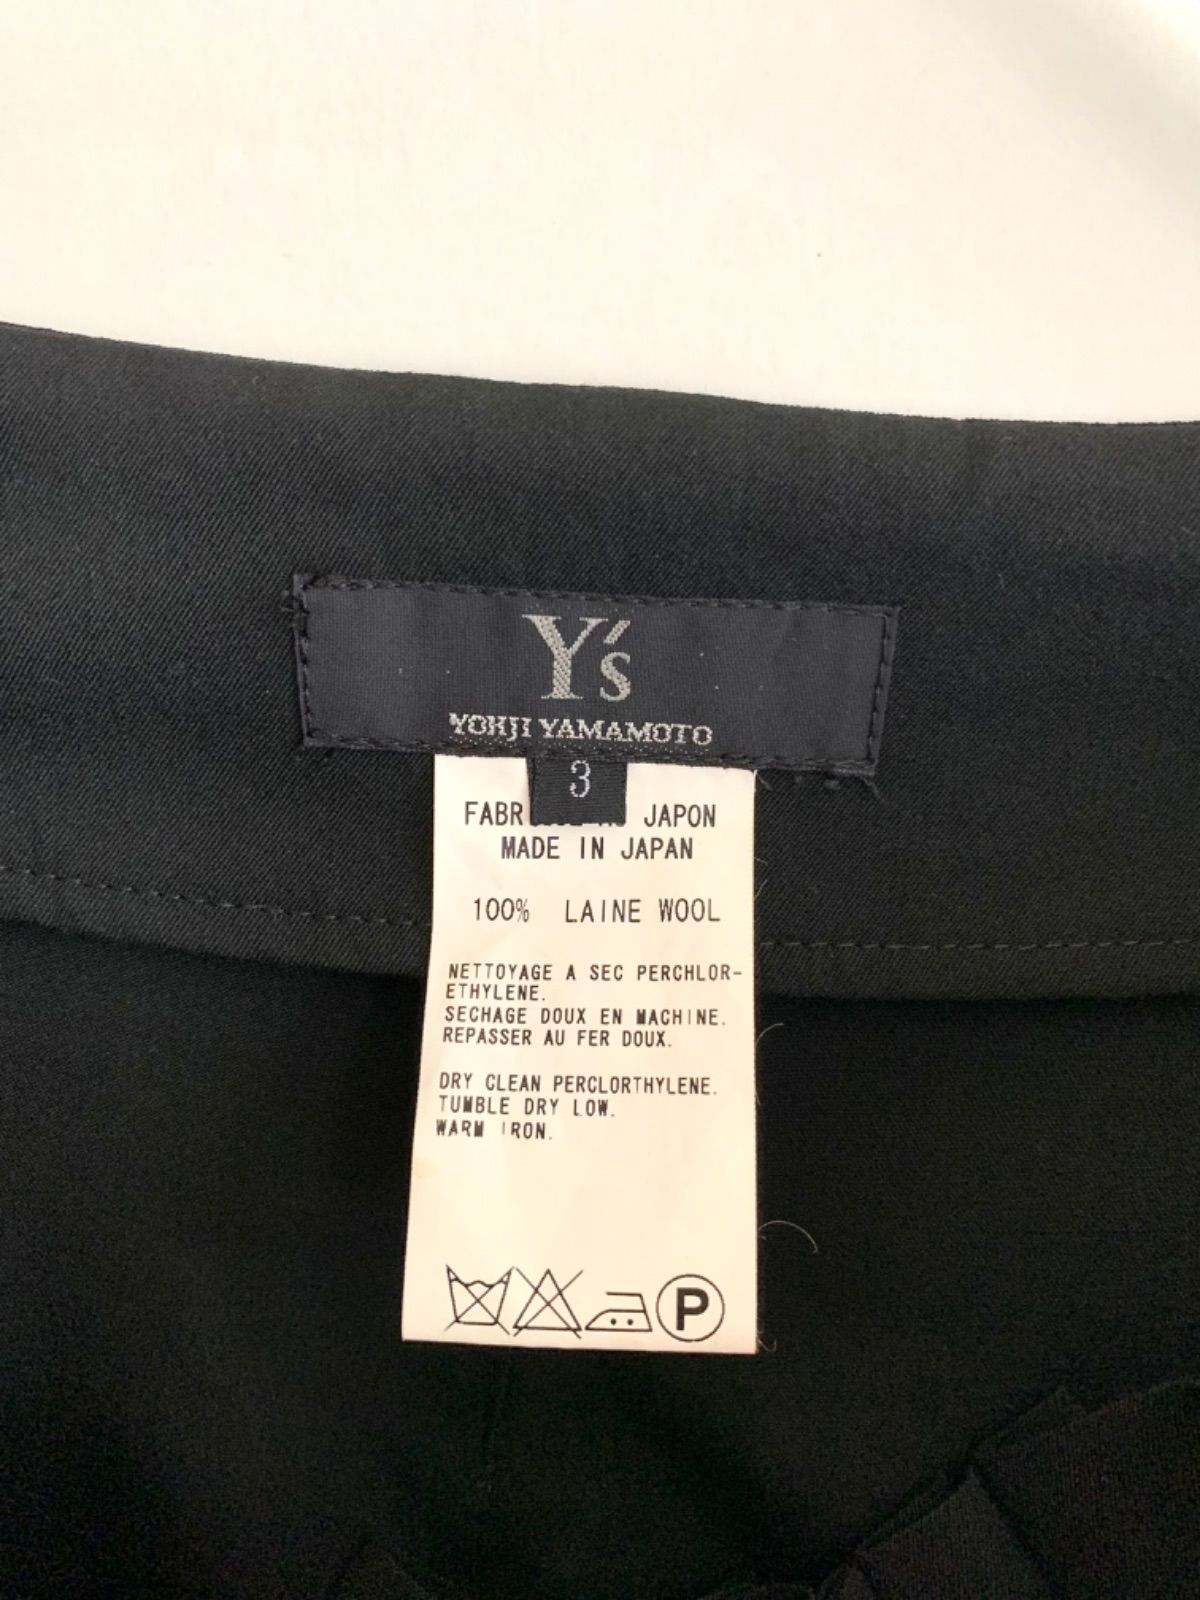 Y's
YOHJI YAMAMOTO
3
JAPON
MADE IN JAPAN
100% LAINE WOOL
NETTOYAGE A SEC PERCHLOR-
ETHYLENE.
SECHAGE DOUX EN MACHINE.
REPASSER AU FER DOUX.
DRY CLEAN PERCLORTHYLENE.
TUMBLE DRY LOW.
WARM IRON.
P